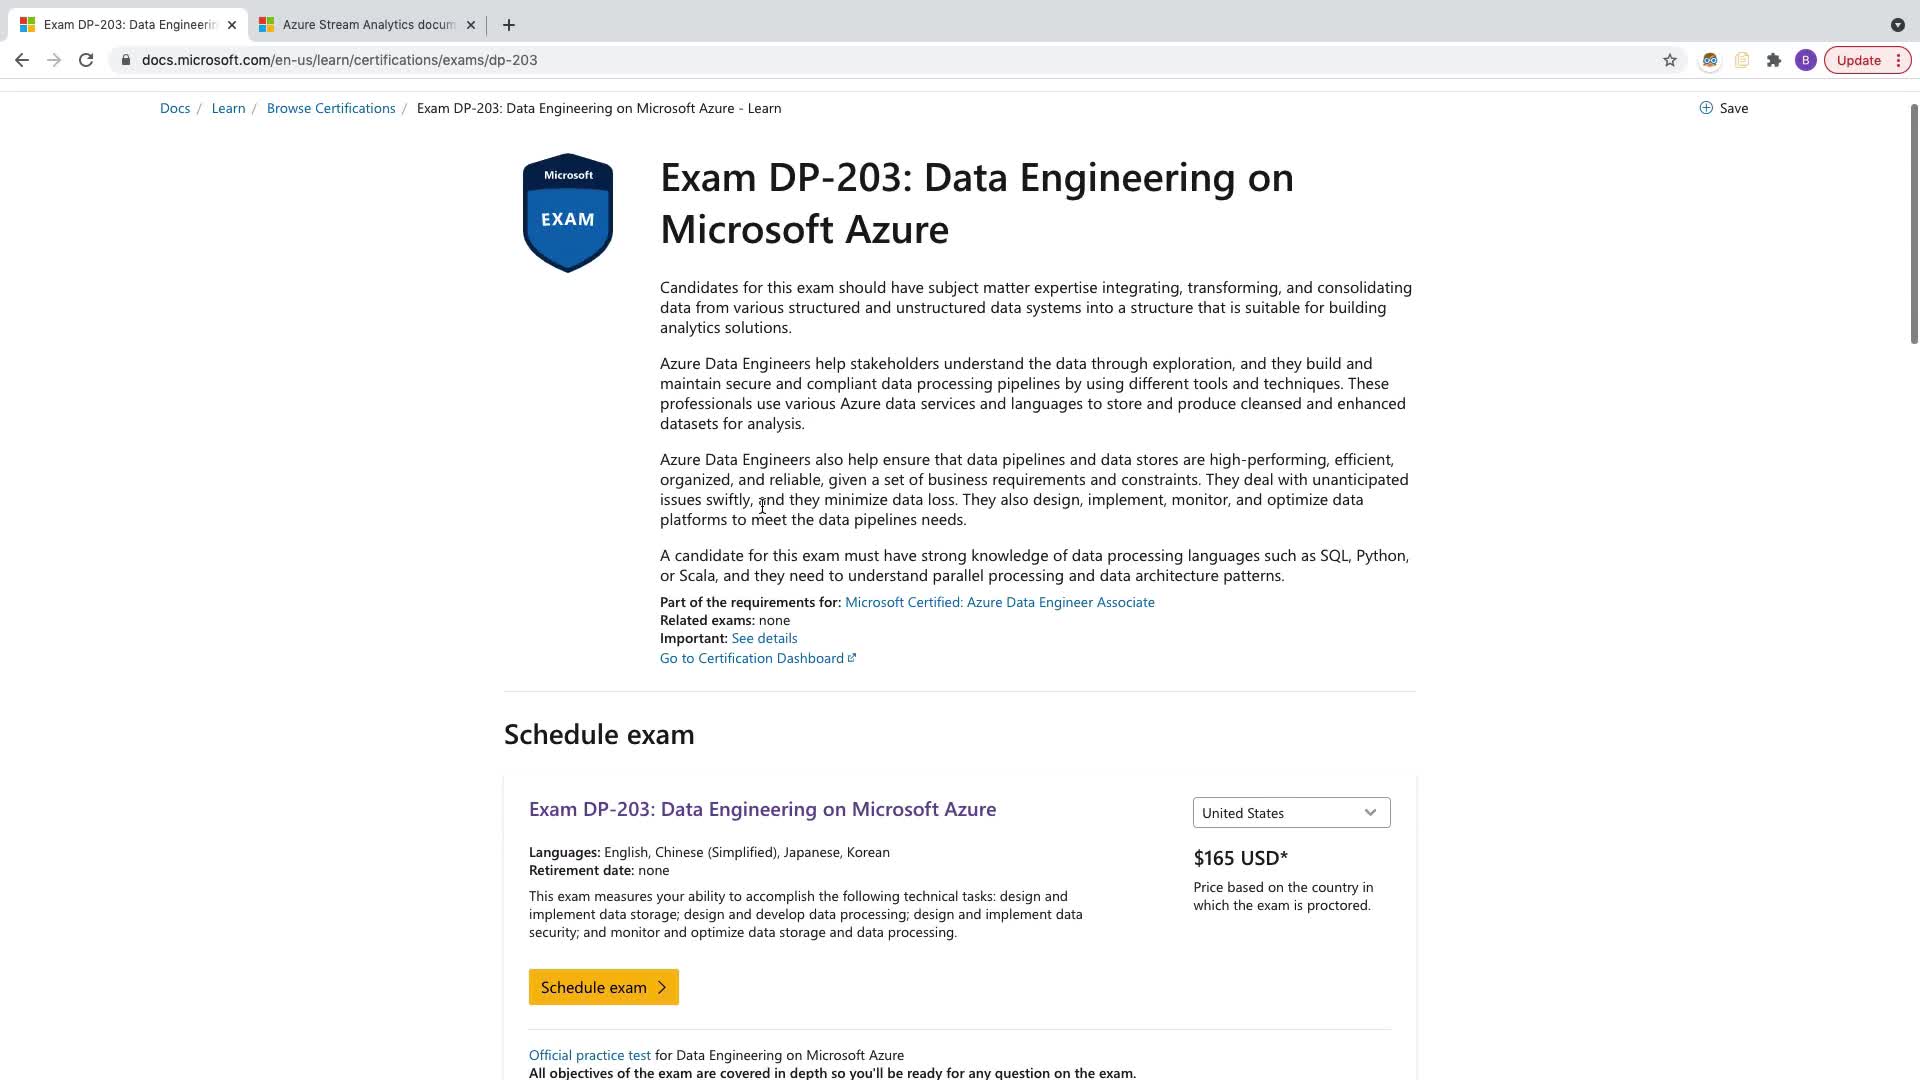 Exam DP-203: Data Engineerin
Azure Stream Analytics docum
docs.microsoft.com/en-us/learn/certifications/exams/dp-203
B
Update
Docs / Learn / Browse Certifications / Exam DP-203: Data Engineering on Microsoft Azure - Learn
Save
Microsoft
EXAM
Exam DP-203: Data Engineering on
Microsoft Azure
Candidates for this exam should have subject matter expertise integrating, transforming, and consolidating
data from various structured and unstructured data systems into a structure that is suitable for building
analytics solutions.
Azure Data Engineers help stakeholders understand the data through exploration, and they build and
maintain secure and compliant data processing pipelines by using different tools and techniques. These
professionals use various Azure data services and languages to store and produce cleansed and enhanced
datasets for analysis.
Azure Data Engineers also help ensure that data pipelines and data stores are high-performing, efficient,
organized, and reliable, given a set of business requirements and constraints. They deal with unanticipated
issues swiftly, and they minimize data loss. They also design, implement, monitor, and optimize data
platforms to meet the data pipelines needs.
A candidate for this exam must have strong knowledge of data processing languages such as SQL, Python,
or Scala, and they need to understand parallel processing and data architecture patterns.
Part of the requirements for: Microsoft Certified: Azure Data Engineer Associate
Related exams: none
Important: See details
Go to Certification Dashboard
Schedule exam
Exam DP-203: Data Engineering on Microsoft Azure
United States
Languages: English, Chinese (Simplified), Japanese, Korean
Retirement date: none
$165 USD*
Price based on the country in
which the exam is proctored.
This exam measures your ability to accomplish the following technical tasks: design and
implement data storage; design and develop data processing; design and implement data
security; and monitor and optimize data storage and data processing.
Schedule exam
Official practice test for Data Engineering on Microsoft Azure
All objectives of the exam are covered in depth so you'll be ready for any question on the exam.